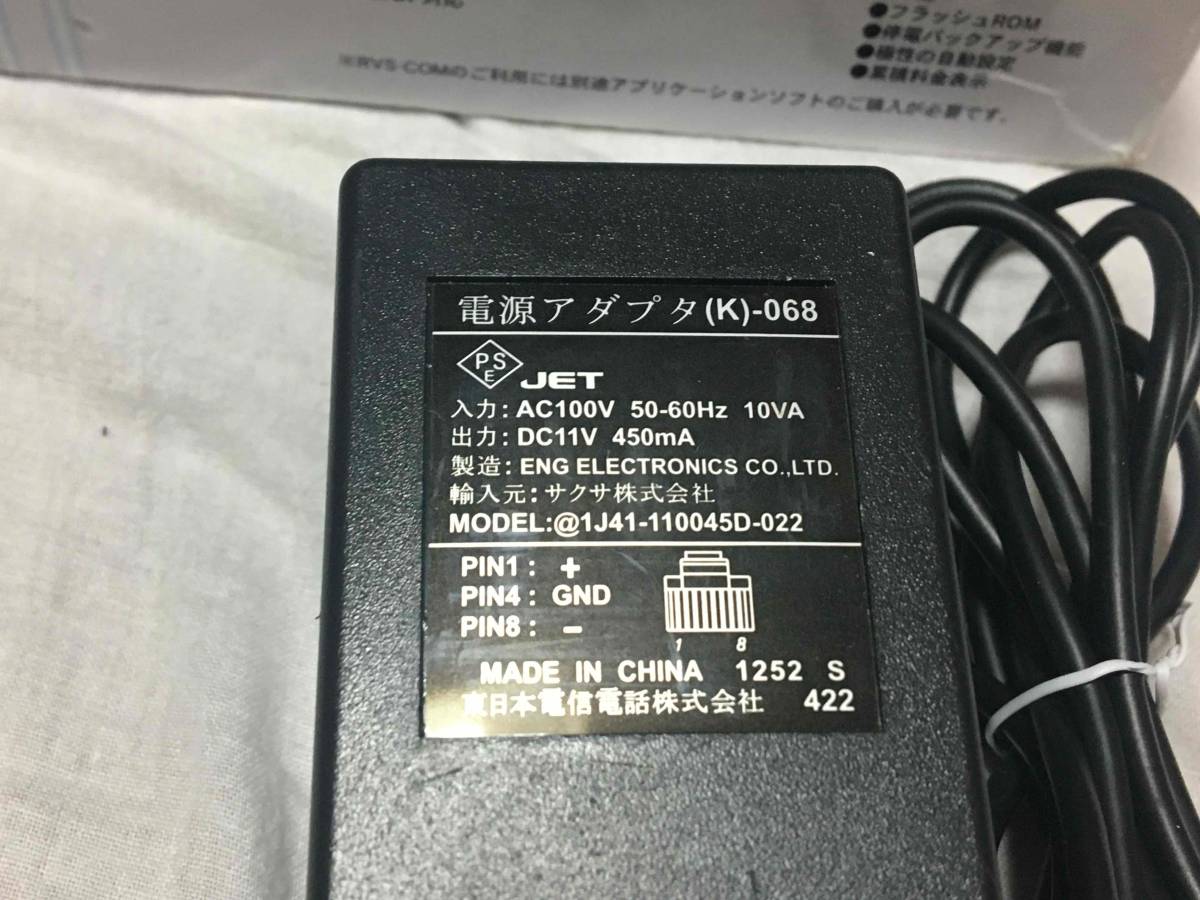 ●フラッシュROM
●停電バックアップ機能
●極性の自動設定
●累積料金表示
※RVS-COMのご利用には別途アプリケーションソフトのご購入が必要です。
電源アダプタ(K)-068
PSE JET
入力: AC100V 50-60Hz 10VA
出力: DC11V 450mA
製造: ENG ELECTRONICS CO.,LTD.
輸入元: サクサ株式会社
MODEL:@1J41-110045D-022
PIN1: +
PIN4: GND
PIN8: -
1 8
MADE IN CHINA 1252 S
東日本電信電話株式会社 422